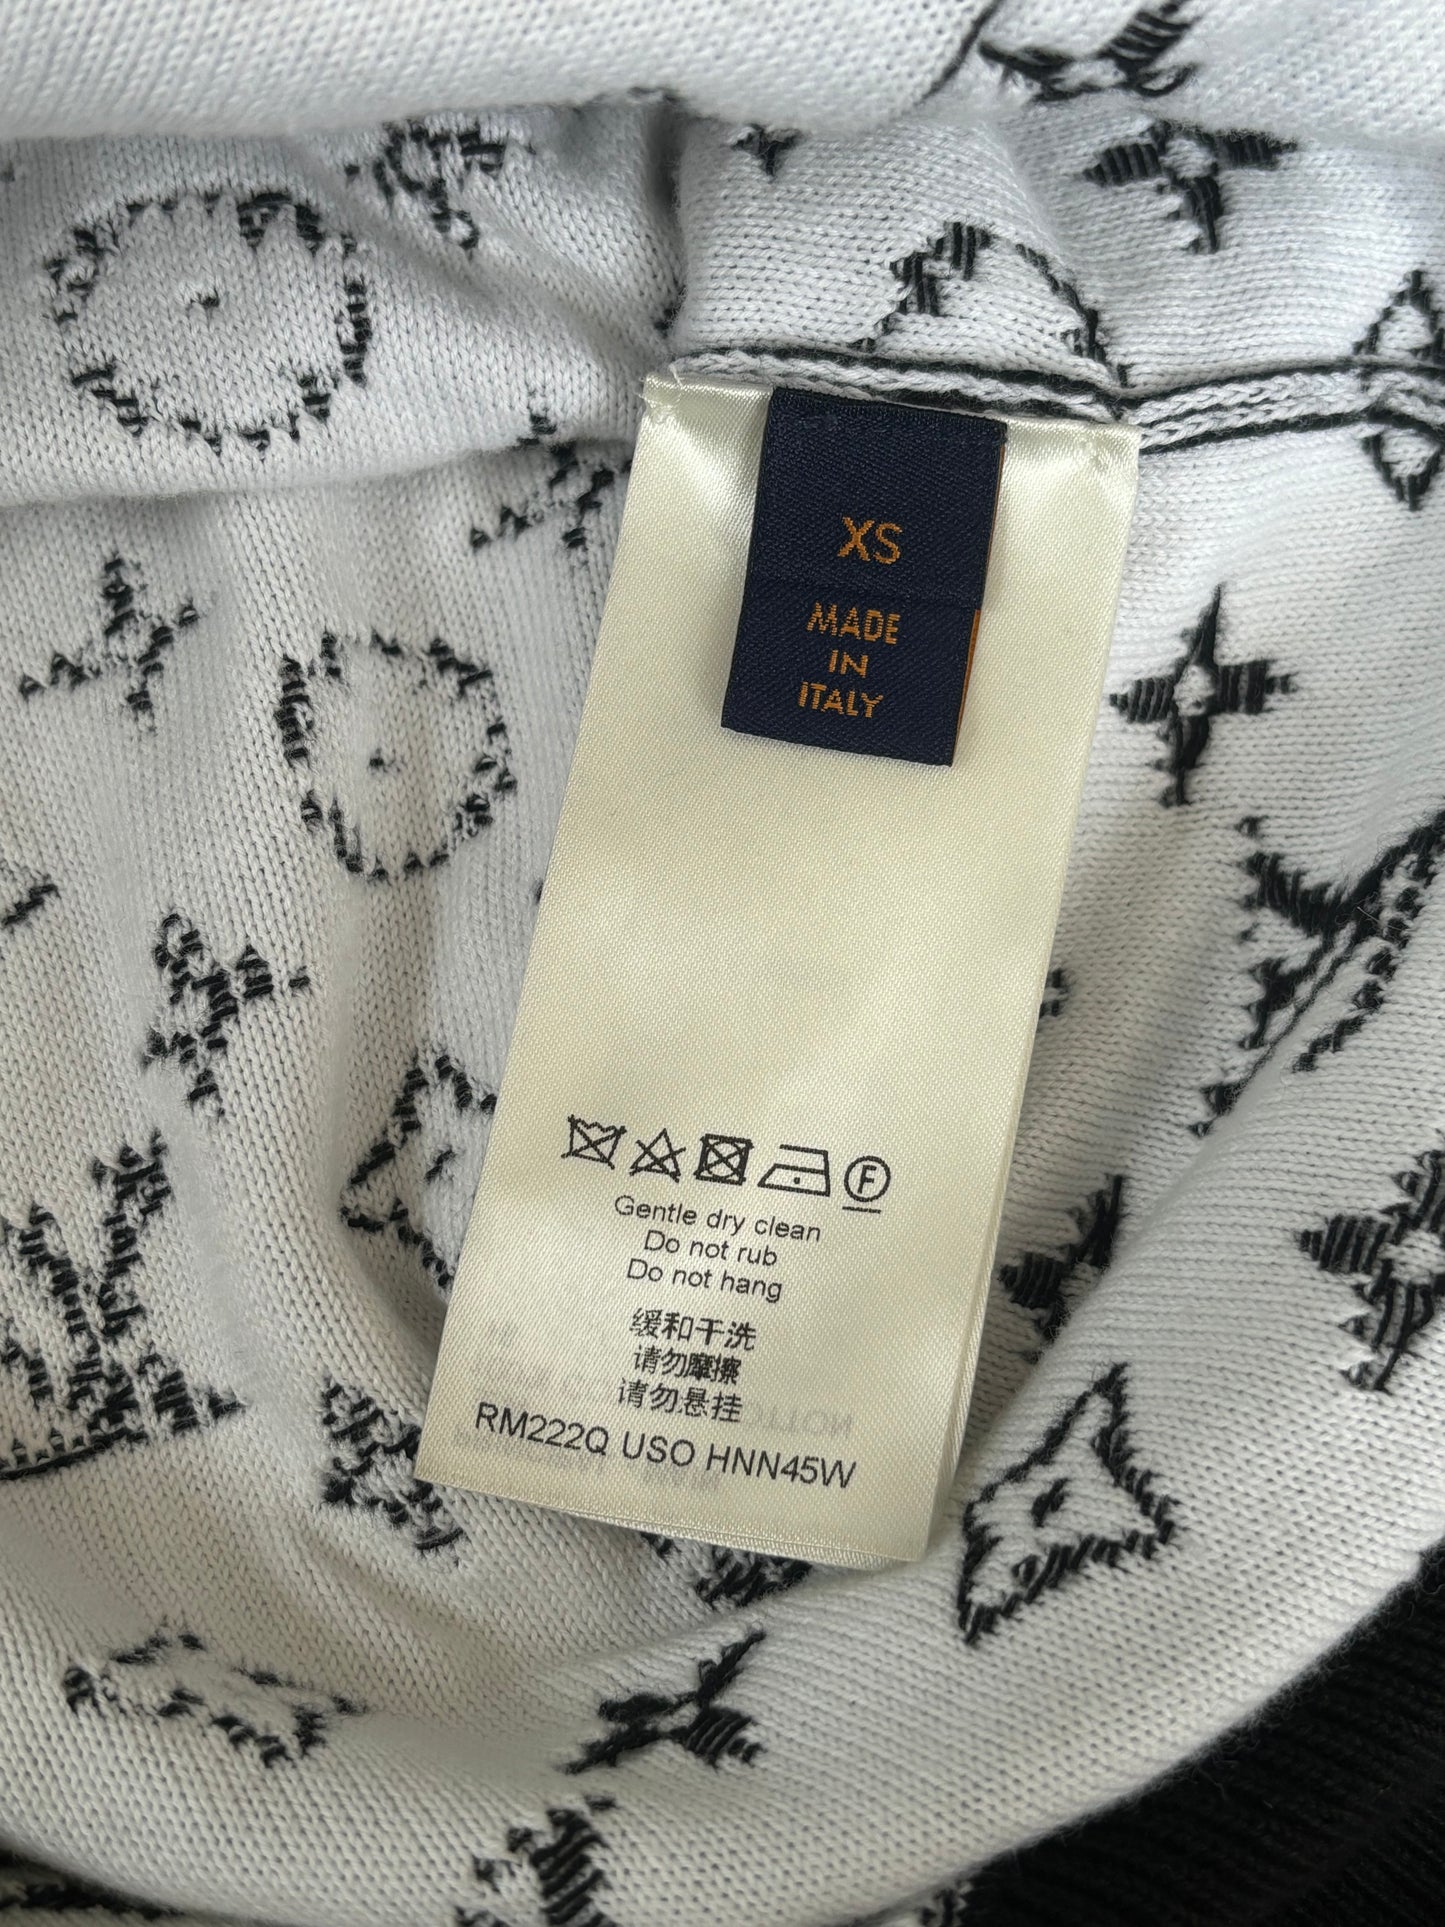 XS
MADE
IN
ITALY
F
Gentle dry clean
Do not rub
Do not hang
缓和干洗
请勿摩擦
请勿悬挂
RM222Q USO HNN45W